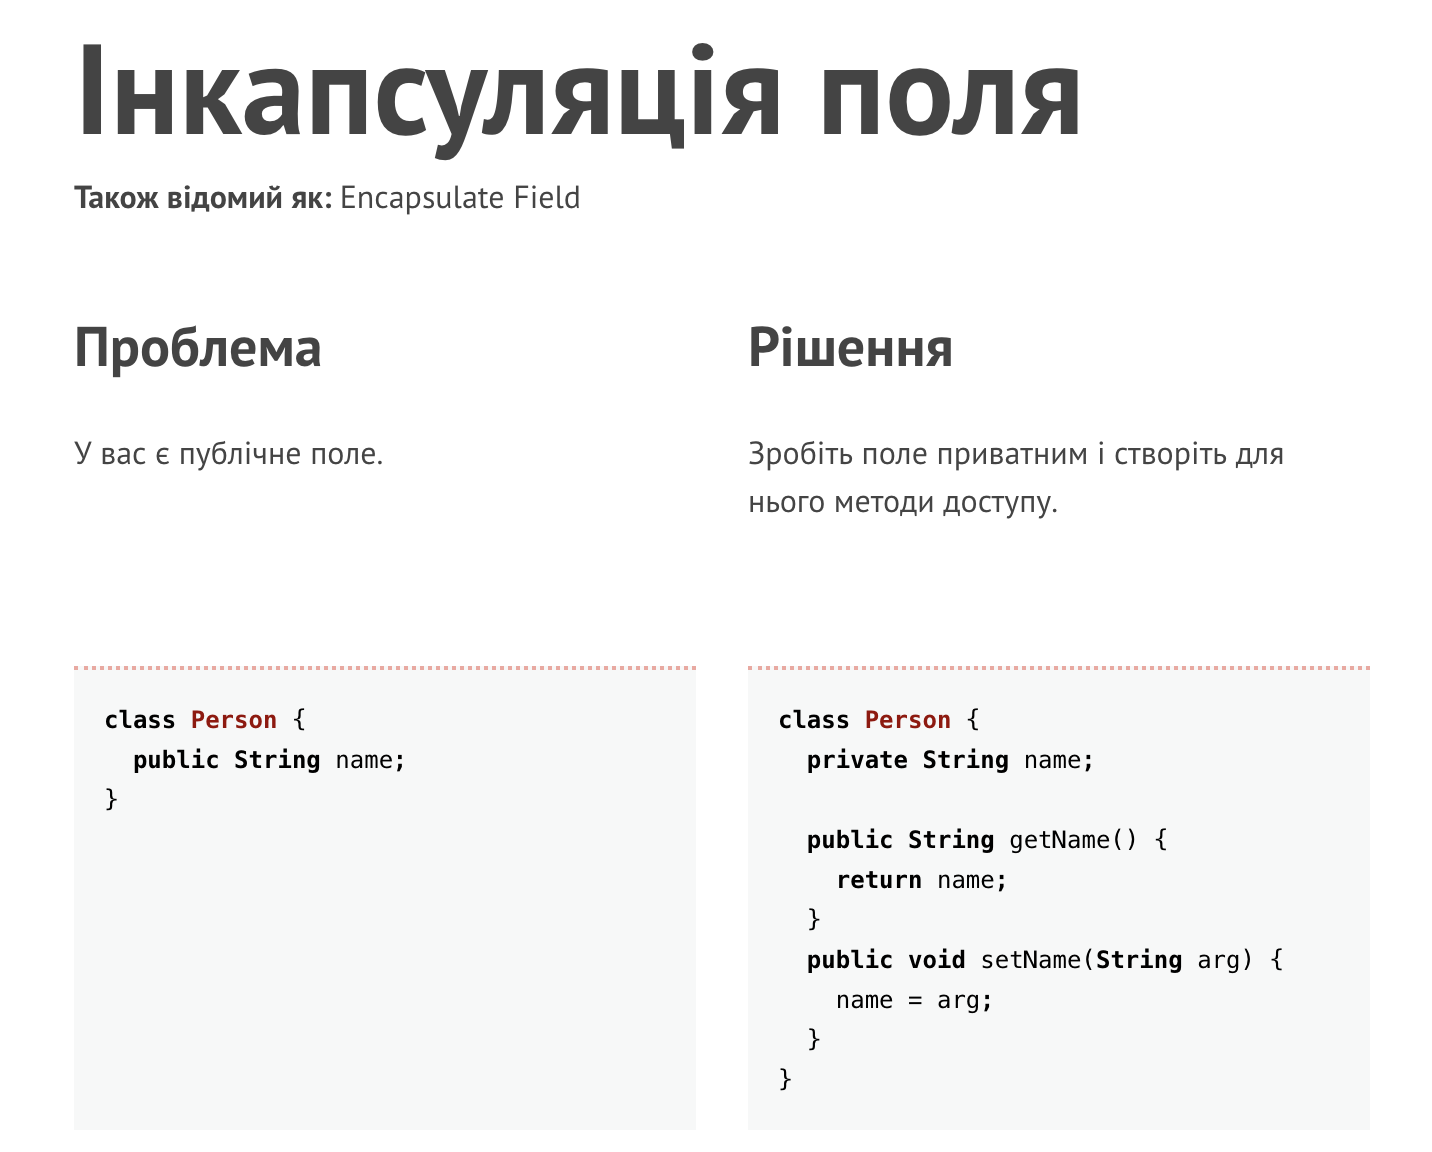 Інкапсуляція поля
Також відомий як: Encapsulate Field
Проблема
У вас є публічне поле.
class Person {
  public String name;
}
Рішення
Зробіть поле приватним і створіть для
нього методи доступу.
class Person {
  private String name;

  public String getName() {
    return name;
  }
  public void setName(String arg) {
    name = arg;
  }
}